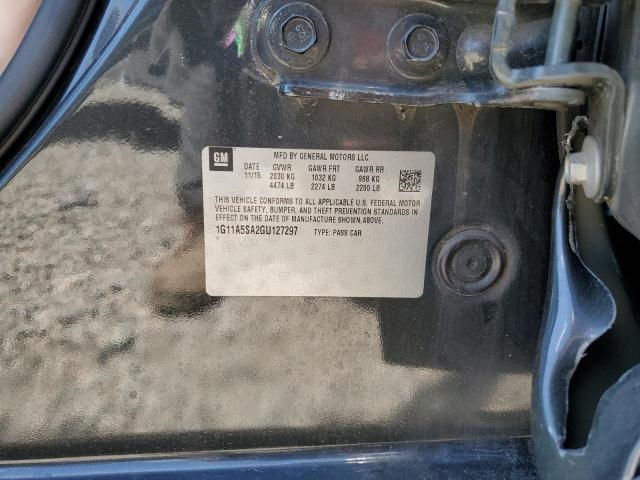 GM
MFD BY GENERAL MOTORS LLC
DATE GVWR GAWR FRT GAWR RR
11/15 2030 KG 1032 KG 998 KG
4474 LB 2274 LB 2200 LB
THIS VEHICLE CONFORMS TO ALL APPLICABLE U.S. FEDERAL MOTOR
VEHICLE SAFETY, BUMPER, AND THEFT PREVENTION STANDARDS IN
EFFECT ON THE DATE OF MANUFACTURE SHOWN ABOVE.
1G11A5SA2GU127297 TYPE: PASS CAR